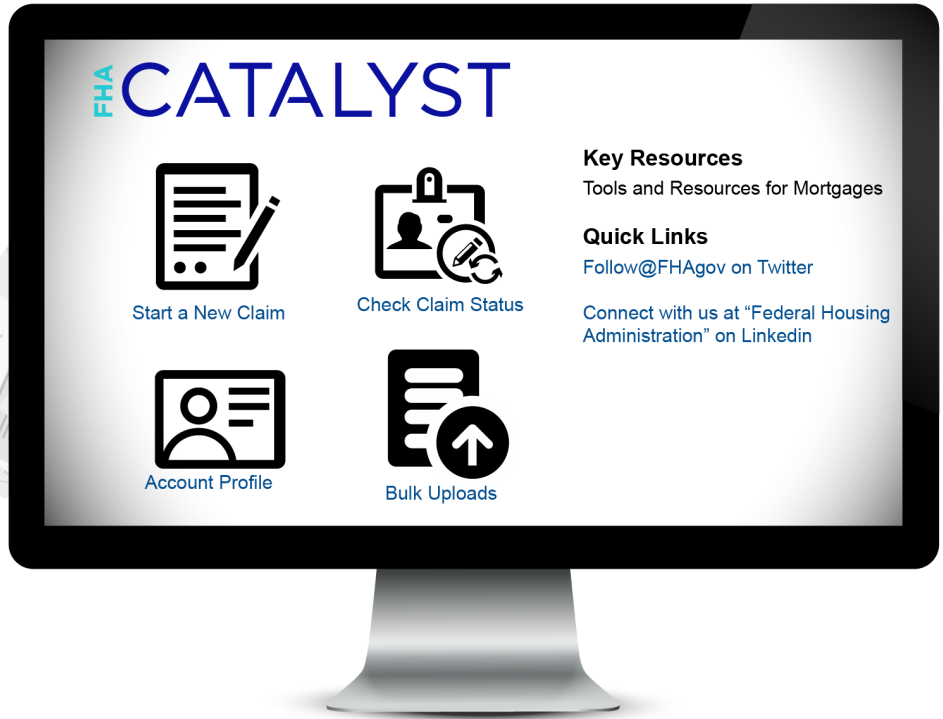 FHA CATALYST
Start a New Claim
Check Claim Status
Account Profile
Bulk Uploads
Key Resources
Tools and Resources for Mortgages
Quick Links
Follow@FHAgov on Twitter
Connect with us at “Federal Housing
Administration” on Linkedin